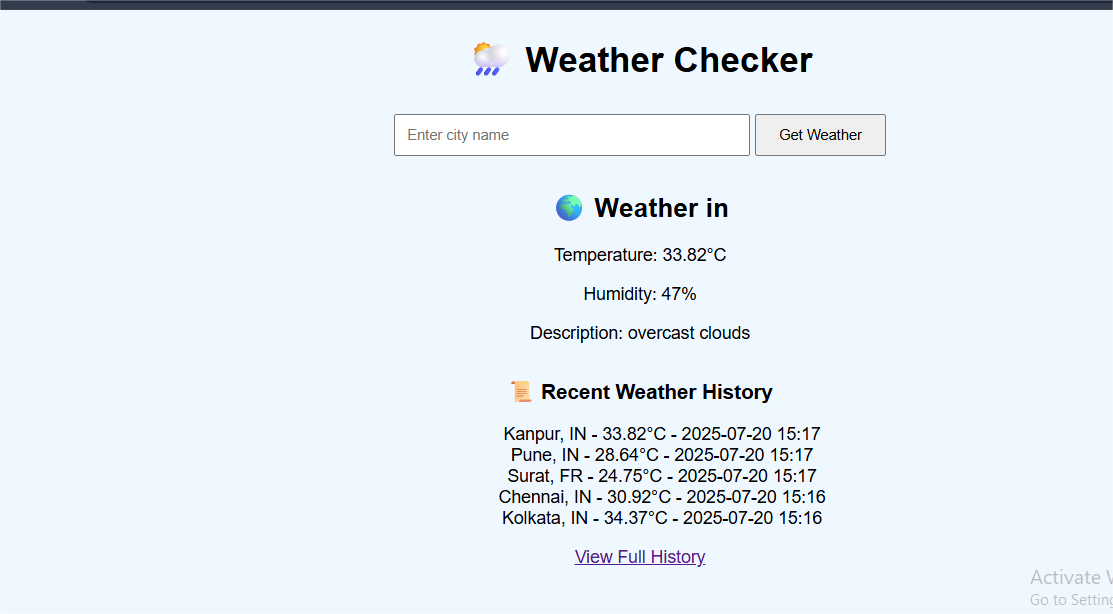 Weather Checker
Enter city name
Get Weather
Weather in
Temperature: 33.82°C
Humidity: 47%
Description: overcast clouds
Recent Weather History
Kanpur, IN - 33.82°C - 2025-07-20 15:17
Pune, IN - 28.64°C - 2025-07-20 15:17
Surat, FR - 24.75°C - 2025-07-20 15:17
Chennai, IN - 30.92°C - 2025-07-20 15:16
Kolkata, IN - 34.37°C - 2025-07-20 15:16
View Full History
Activate
Go to